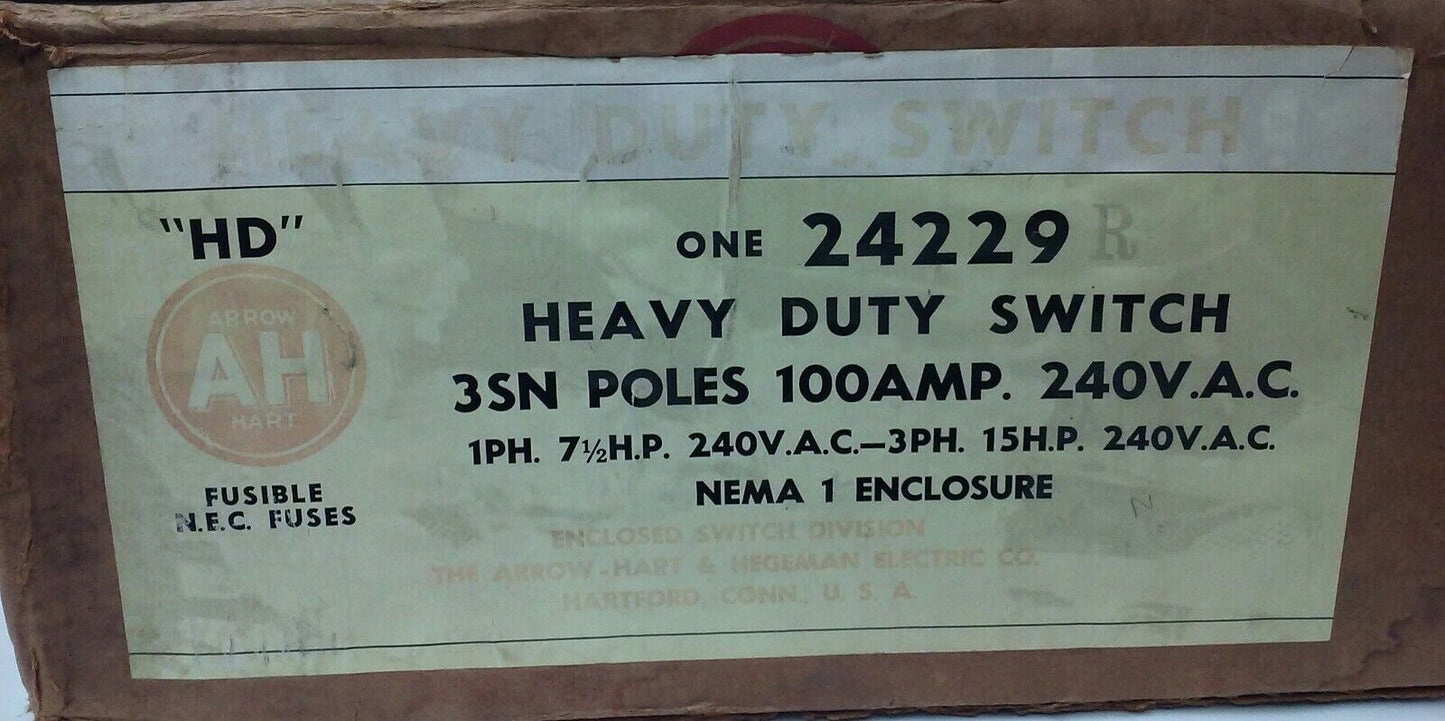 HEAVY DUTY SWITCH
"HD"
ONE 24229 R
HEAVY DUTY SWITCH
3SN POLES 100AMP. 240V.A.C.
1PH. 7½H.P. 240V.A.C.—3PH. 15H.P. 240V.A.C.
NEMA 1 ENCLOSURE
ARROW
AH
HART
FUSIBLE
N.E.C. FUSES
ENCLOSED SWITCH DIVISION
THE ARROW-HART & HEGEMAN ELECTRIC CO.
HARTFORD CONN., U. S. A.